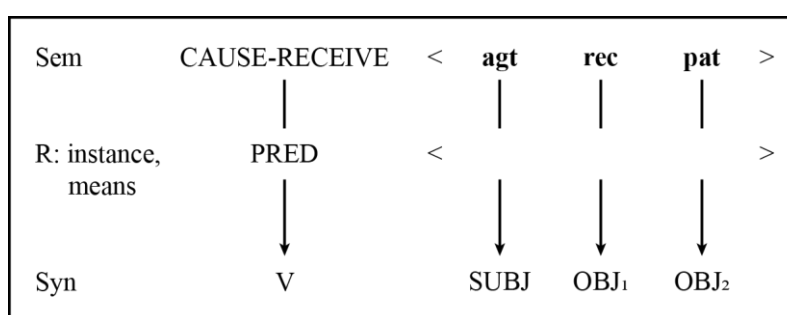 Sem CAUSE-RECEIVE < agt rec pat >
R: instance, PRED < >
means
Syn V SUBJ OBJ₁ OBJ₂